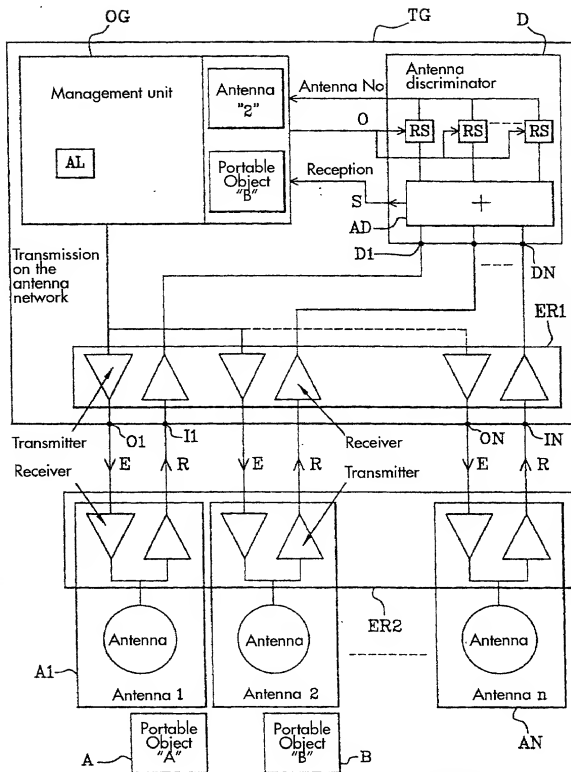 OG
TG
D
Management unit
AL
Antenna
"2"
Antenna No
O
Antenna
discriminator
RS
RS
RS
Portable
Object
"B"
Reception
S
+
AD
D1
DN
Transmission
on the
antenna
network
ER1
Transmitter
Receiver
O1
I1
Receiver
Transmitter
ON
IN
E
R
E
R
E
R
Antenna
Antenna
Antenna
ER2
A1
Antenna 1
Antenna 2
Antenna n
AN
A
Portable
Object
"A"
Portable
Object
"B"
B